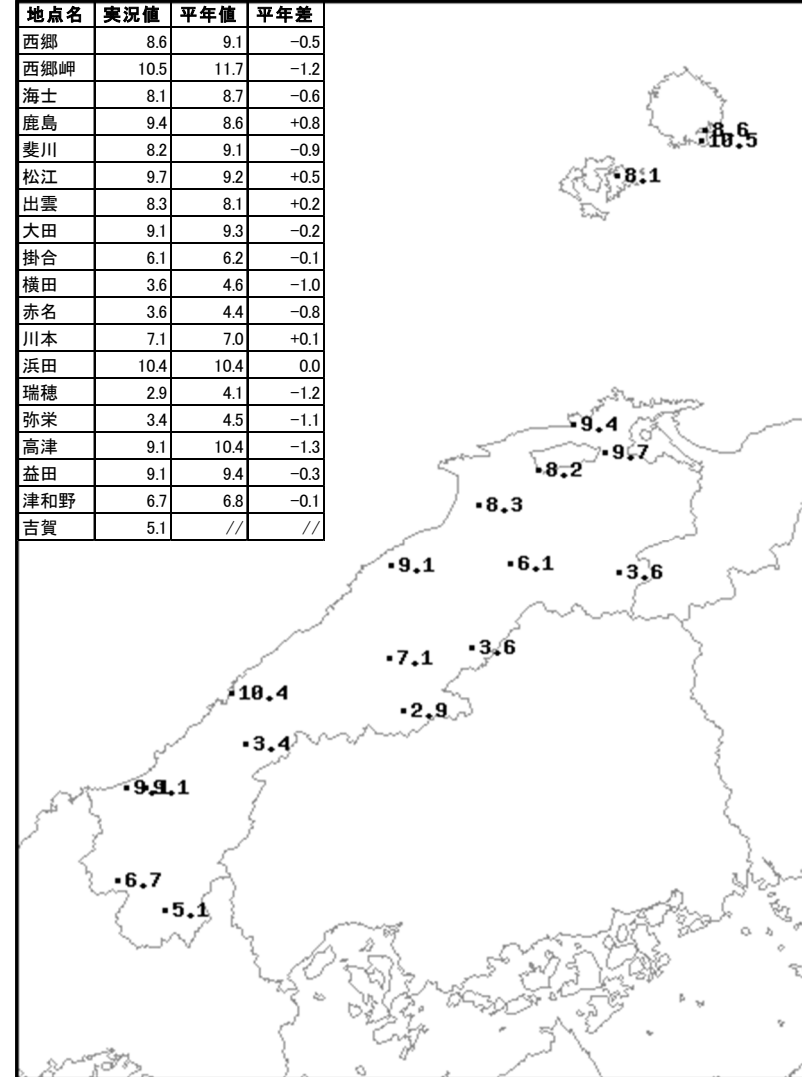 地点名 実況値 平年値 平年差
西郷 8.6 9.1 −0.5
西郷岬 10.5 11.7 −1.2
海士 8.1 8.7 −0.6
鹿島 9.4 8.6 +0.8
斐川 8.2 9.1 −0.9
松江 9.7 9.2 +0.5
出雲 8.3 8.1 +0.2
大田 9.1 9.3 −0.2
掛合 6.1 6.2 −0.1
横田 3.6 4.6 −1.0
赤名 3.6 4.4 −0.8
川本 7.1 7.0 +0.1
浜田 10.4 10.4 0.0
瑞穂 2.9 4.1 −1.2
弥栄 3.4 4.5 −1.1
高津 9.1 10.4 −1.3
益田 9.1 9.4 −0.3
津和野 6.7 6.8 −0.1
吉賀 5.1 // //
8.6
10.5
8.1
9.4
9.7
8.2
8.3
9.1
6.1
3.6
3.6
7.1
10.4
2.9
3.4
9.1
9.1
6.7
5.1